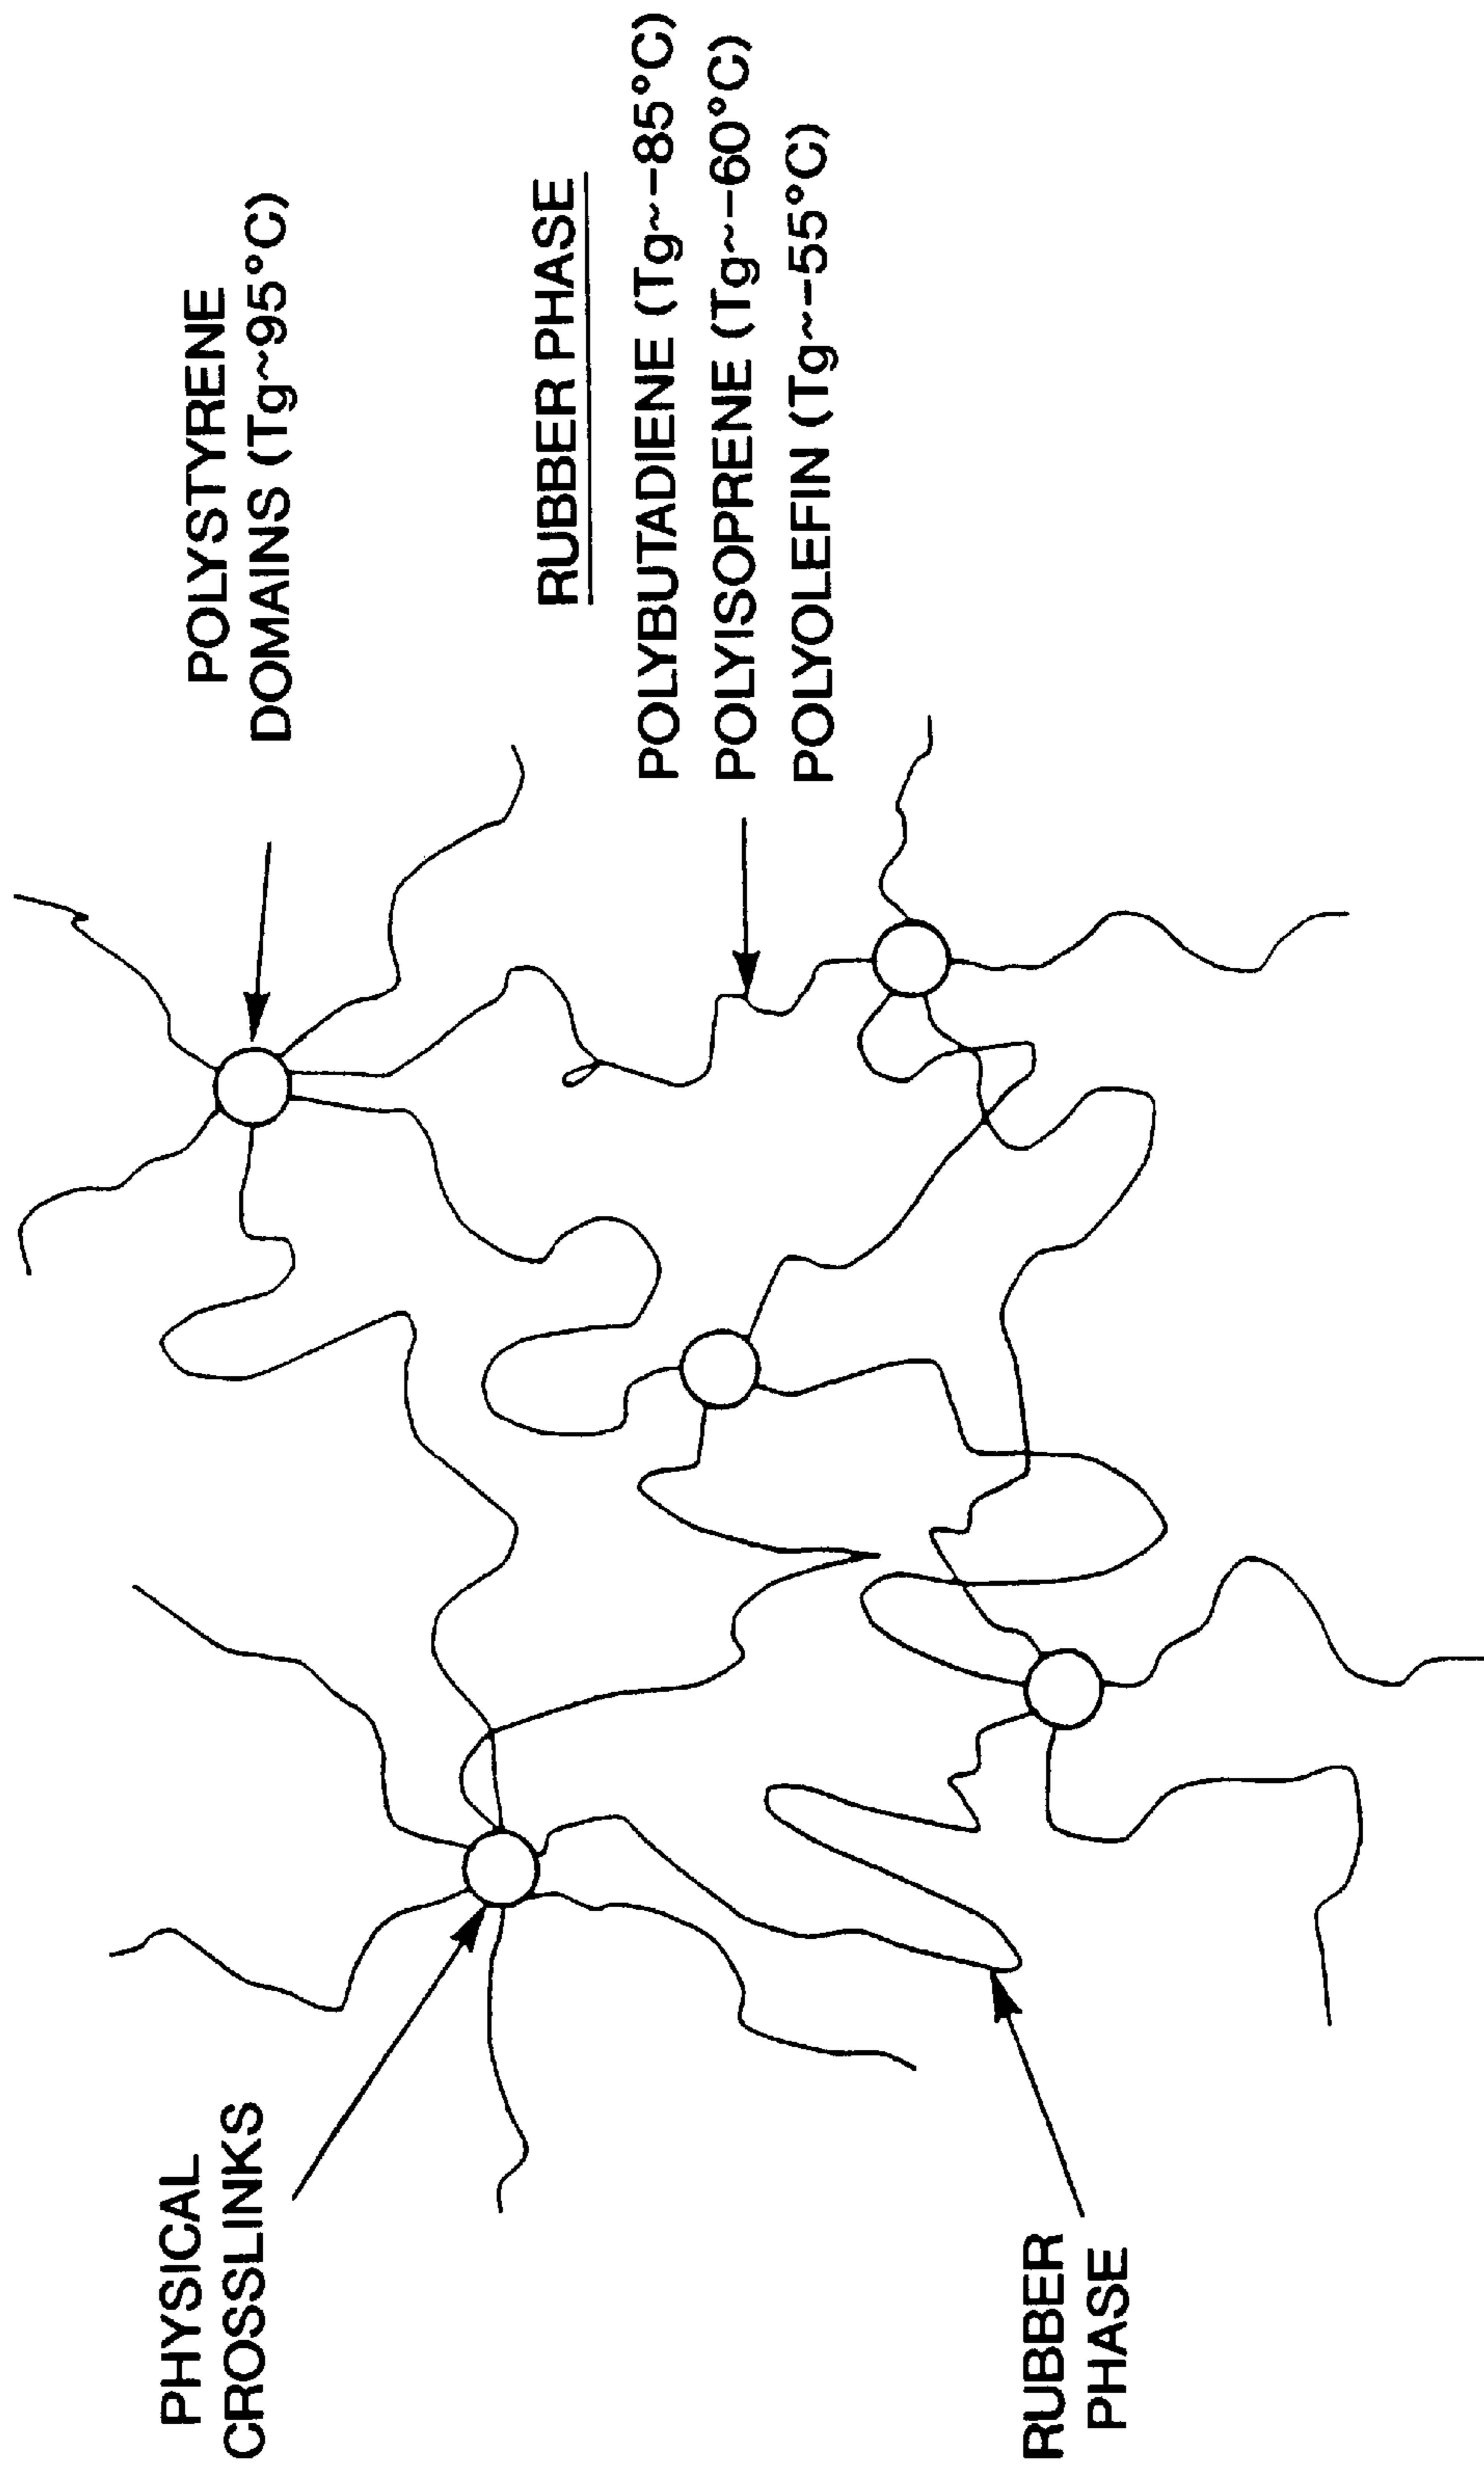 PHYSICAL
CROSSLINKS
POLYSTYRENE
DOMAINS (Tg~95°C)
RUBBER PHASE
POLYBUTADIENE (Tg~-85°C)
POLYISOPRENE (Tg~-60°C)
POLYOLEFIN (Tg~-55°C)
RUBBER
PHASE